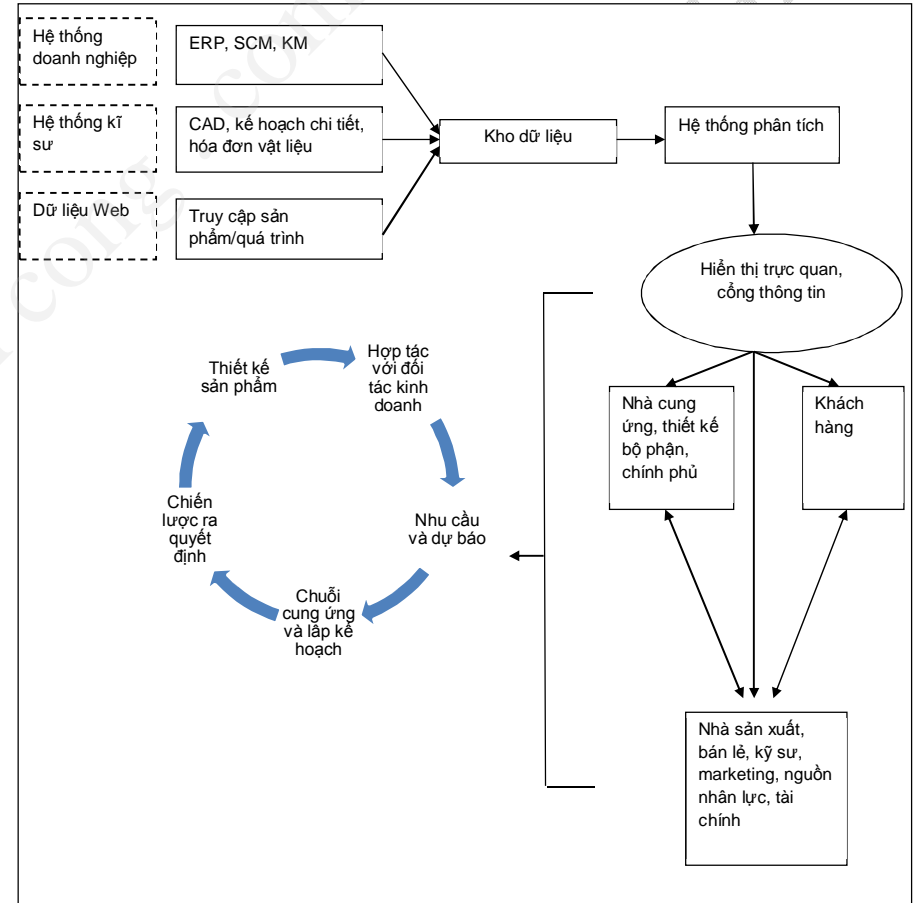 Hệ thống
doanh nghiệp
ERP, SCM, KM
Hệ thống kĩ
sư
CAD, kế hoạch chi tiết,
hóa đơn vật liệu
Kho dữ liệu
Hệ thống phân tích
Dữ liệu Web
Truy cập sản
phẩm/quá trình
Hiển thị trực quan,
cổng thông tin
Thiết kế
sản phẩm
Hợp tác
với đối
tác kinh
doanh
Nhu cầu
và dự báo
Chuỗi
cung ứng
và lâp kế
hoạch
Chiến
lược ra
quyết
định
Nhà cung
ứng, thiết kế
bộ phận,
chính phủ
Khách
hàng
Nhà sản xuất,
bán lẻ, kỹ sư,
marketing, nguồn
nhân lực, tài
chính
cong.com
cong